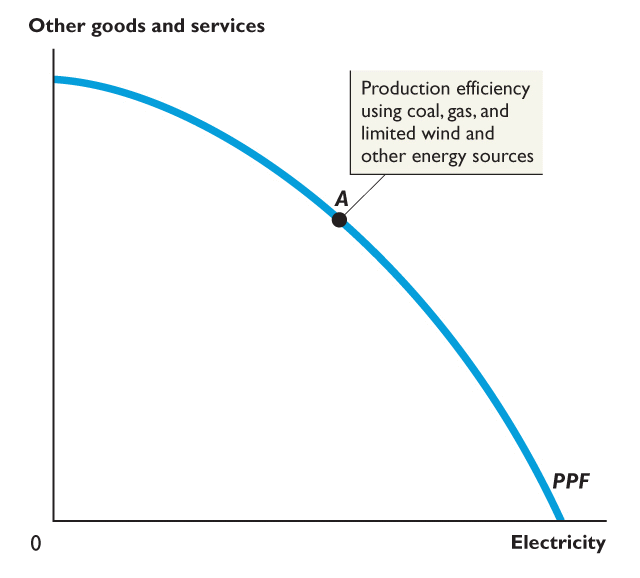 Other goods and services
Production efficiency
using coal, gas, and
limited wind and
other energy sources
A
PPF
0
Electricity